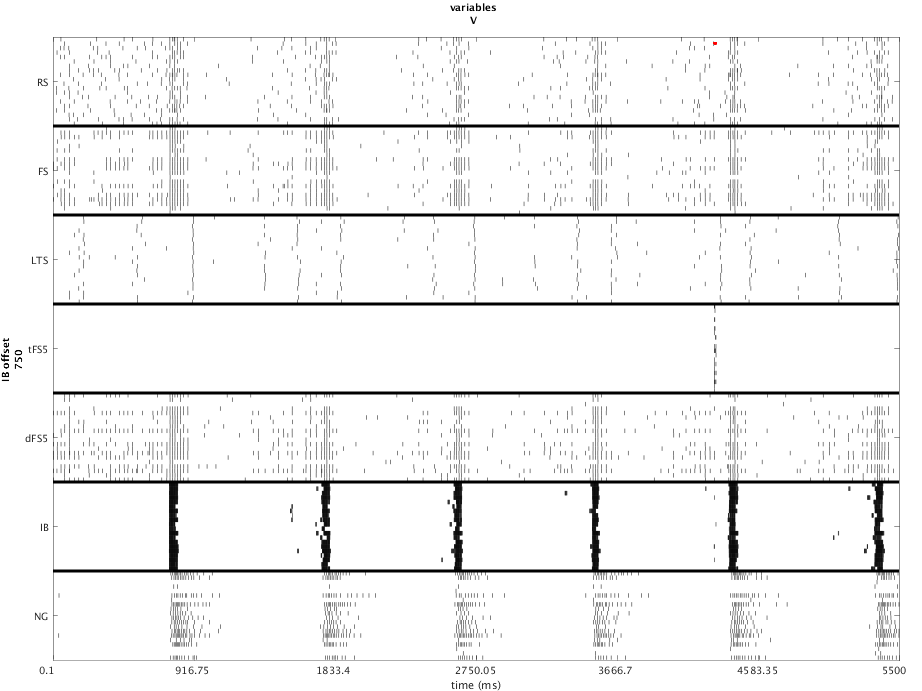 variables
V
RS
FS
LTS
tFS5
dFS5
IB
NG
IB offset
750
0.1
916.75
1833.4
2750.05
3666.7
4583.35
5500
time (ms)